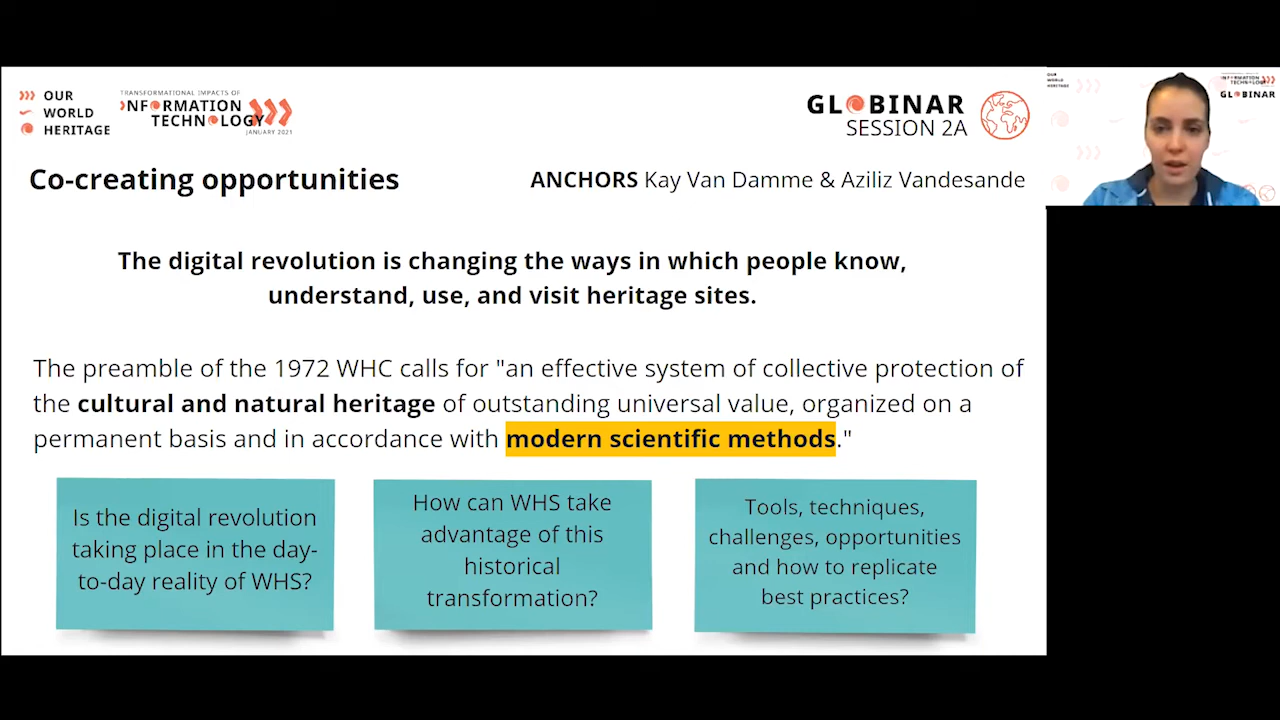 OUR
WORLD
HERITAGE
TRANSFORMATIONAL IMPACTS OF
INFORMATION
TECHNOLOGY
JANUARY 2021
GLOBINAR
SESSION 2A
OUR
WORLD
HERITAGE
INFORMATION
TECHNOLOGY
GLOBINAR
Co-creating opportunities
ANCHORS Kay Van Damme & Aziliz Vandesande
The digital revolution is changing the ways in which people know,
understand, use, and visit heritage sites.
The preamble of the 1972 WHC calls for "an effective system of collective protection of
the cultural and natural heritage of outstanding universal value, organized on a
permanent basis and in accordance with modern scientific methods."
Is the digital revolution
taking place in the day-
to-day reality of WHS?
How can WHS take
advantage of this
historical
transformation?
Tools, techniques,
challenges, opportunities
and how to replicate
best practices?